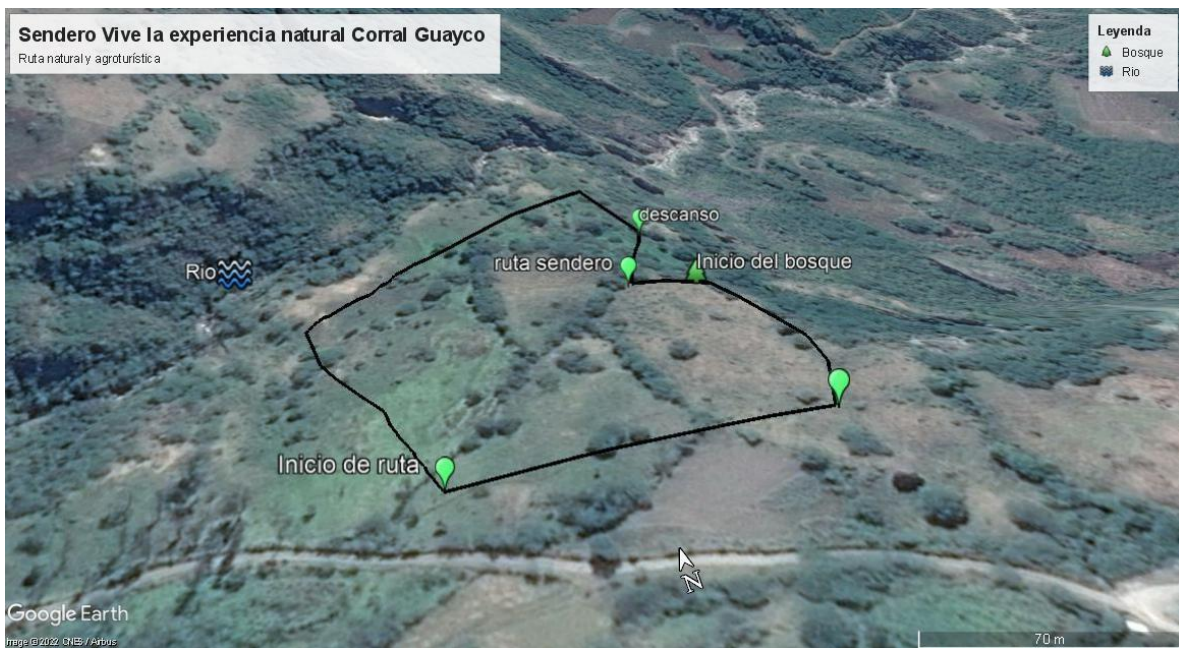 Sendero Vive la experiencia natural Corral Guayco
Ruta natural y agroturística
Leyenda
Bosque
Rio
descanso
ruta sendero
Inicio del bosque
Rio
Inicio de ruta
N
Google Earth
Image © 2022 CNES / Airbus
70 m